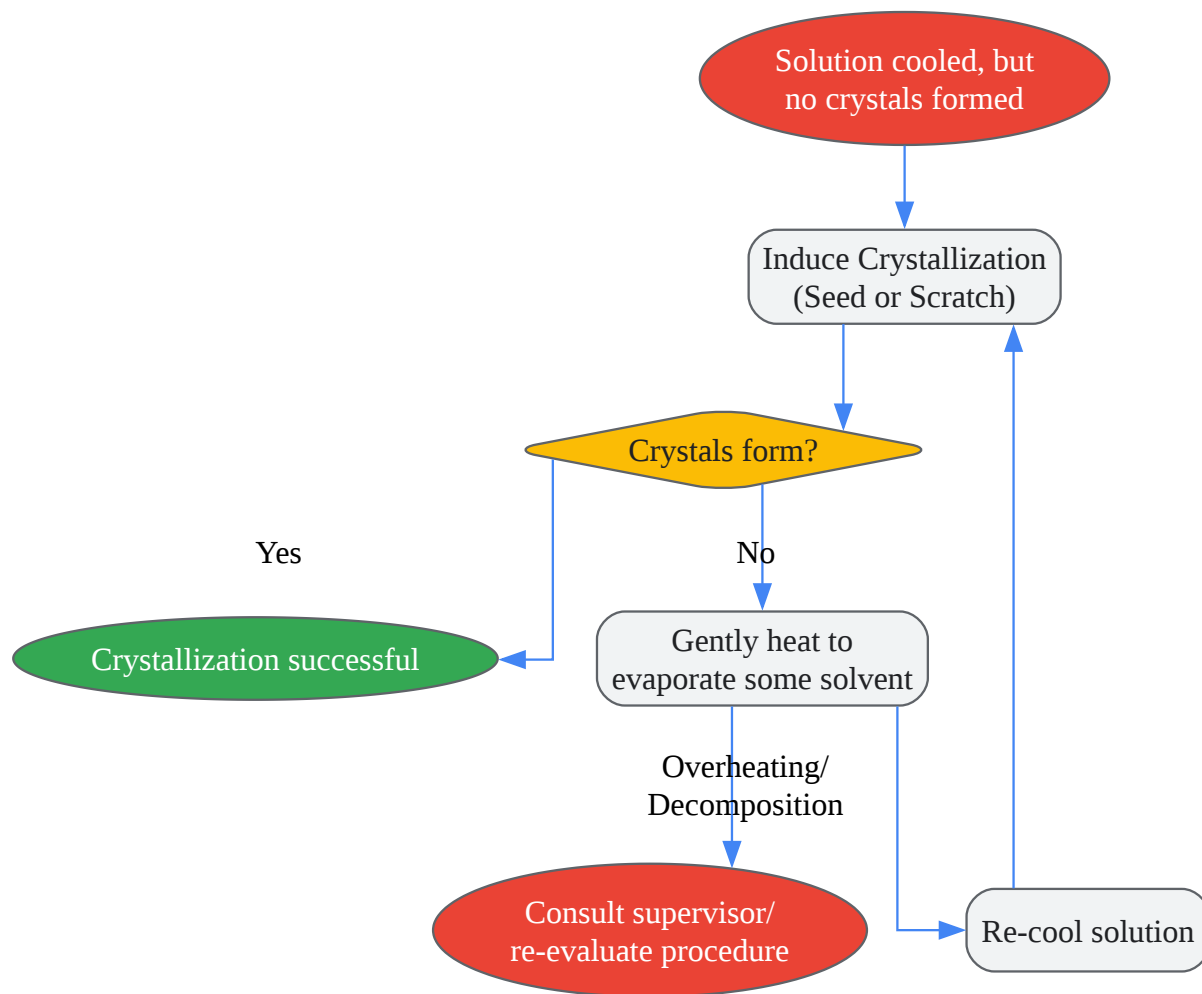 Solution cooled, but
no crystals formed
Induce Crystallization
(Seed or Scratch)
Crystals form?
Yes
No
Crystallization successful
Gently heat to
evaporate some solvent
Overheating/
Decomposition
Consult supervisor/
re-evaluate procedure
Re-cool solution